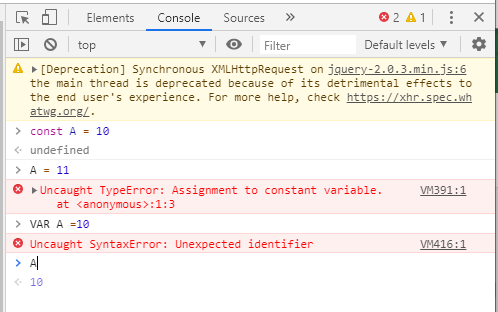 Elements Console Sources » 2 1
top Filter Default levels ▼
[Deprecation] Synchronous XMLHttpRequest on jquery-2.0.3.min.js:6
the main thread is deprecated because of its detrimental effects to
the end user's experience. For more help, check https://xhr.spec.wh
atwg.org/.
> const A = 10
undefined
> A = 11
Uncaught TypeError: Assignment to constant variable. VM391:1
at <anonymous>:1:3
> VAR A =10
Uncaught SyntaxError: Unexpected identifier VM416:1
> A
10